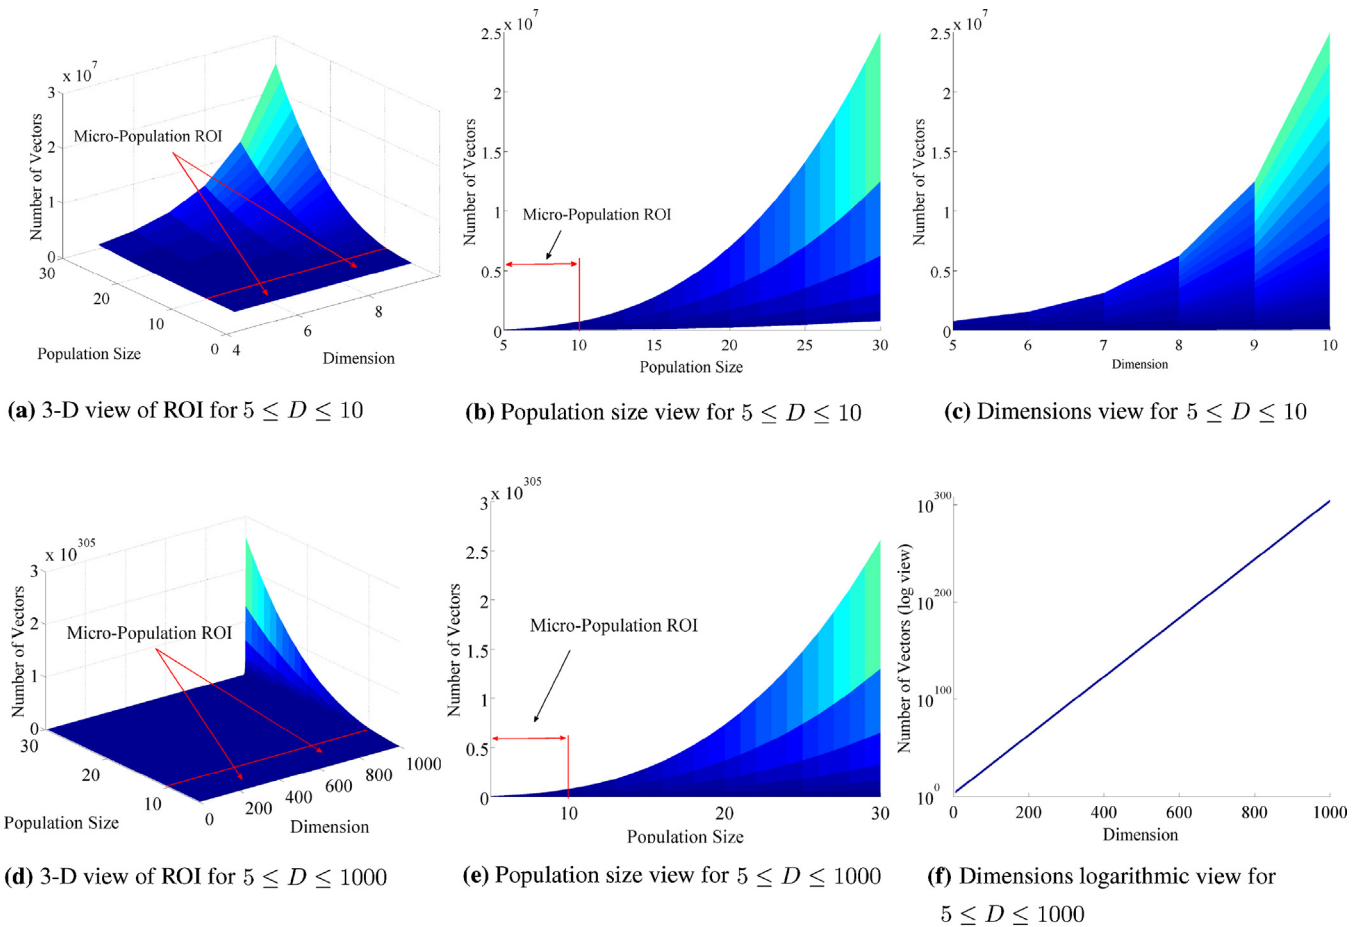 x 10^7
3
2
1
0
Number of Vectors
Micro-Population ROI
30
20
10
0
Population Size
4
6
8
Dimension
(a) 3-D view of ROI for 5 ≤ D ≤ 10
x 10^7
2.5
2
1.5
1
0.5
0
Number of Vectors
Micro-Population ROI
5 10 15 20 25 30
Population Size
(b) Population size view for 5 ≤ D ≤ 10
x 10^7
2.5
2
1.5
1
0.5
0
Number of Vectors
5 6 7 8 9 10
Dimension
(c) Dimensions view for 5 ≤ D ≤ 10
x 10^305
3
2
1
0
Number of Vectors
Micro-Population ROI
30
20
10
Population Size
0 200 400 600 800 1000
Dimension
(d) 3-D view of ROI for 5 ≤ D ≤ 1000
x 10^305
3
2.5
2
1.5
1
0.5
0
Number of Vectors
Micro-Population ROI
10 20 30
Population Size
(e) Population size view for 5 ≤ D ≤ 1000
10^300
10^200
10^100
10^0
Number of Vectors (log view)
0 200 400 600 800 1000
Dimension
(f) Dimensions logarithmic view for
5 ≤ D ≤ 1000